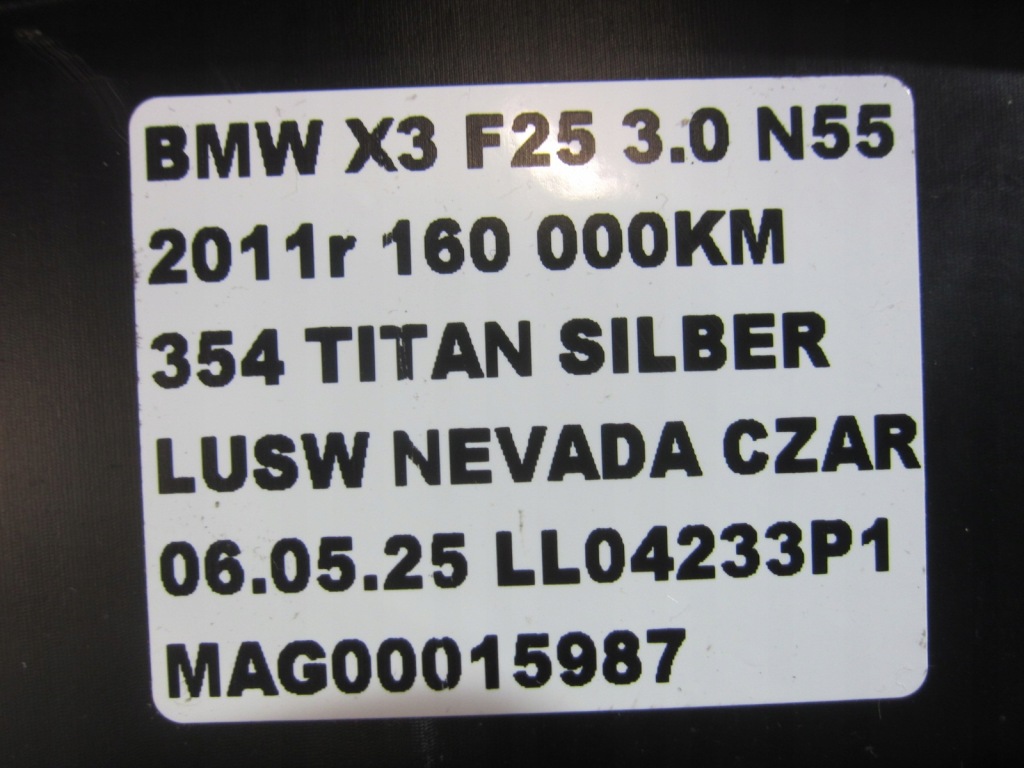 BMW X3 F25 3.0 N55
2011r 160 000KM
354 TITAN SILBER
LUSW NEVADA CZAR
06.05.25 LL04233P1
MAG00015987